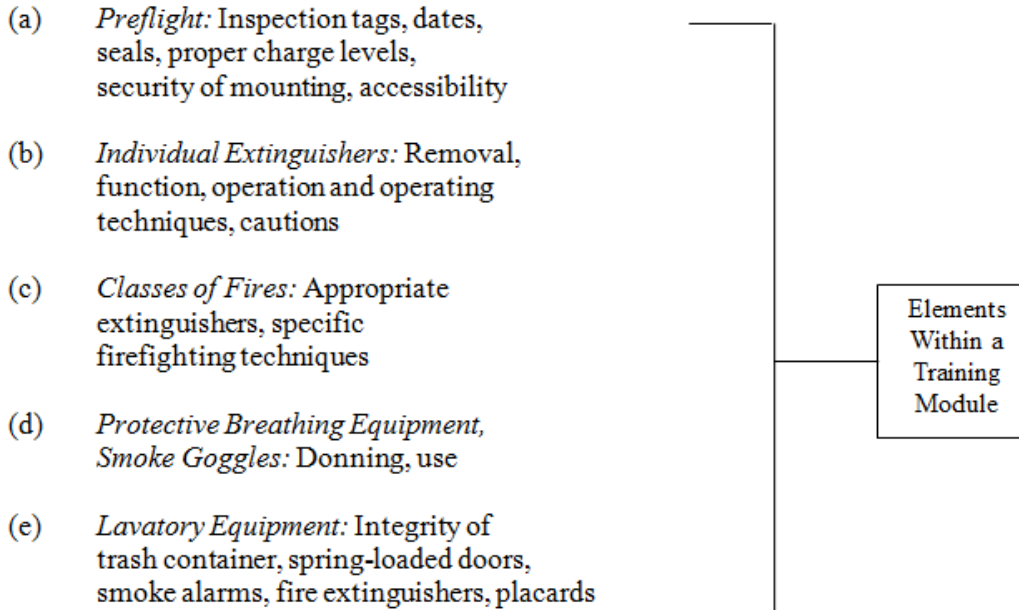 (a) Preflight: Inspection tags, dates,
seals, proper charge levels,
security of mounting, accessibility
(b) Individual Extinguishers: Removal,
function, operation and operating
techniques, cautions
(c) Classes of Fires: Appropriate
extinguishers, specific
firefighting techniques
(d) Protective Breathing Equipment,
Smoke Goggles: Donning, use
(e) Lavatory Equipment: Integrity of
trash container, spring-loaded doors,
smoke alarms, fire extinguishers, placards
Elements
Within a
Training
Module